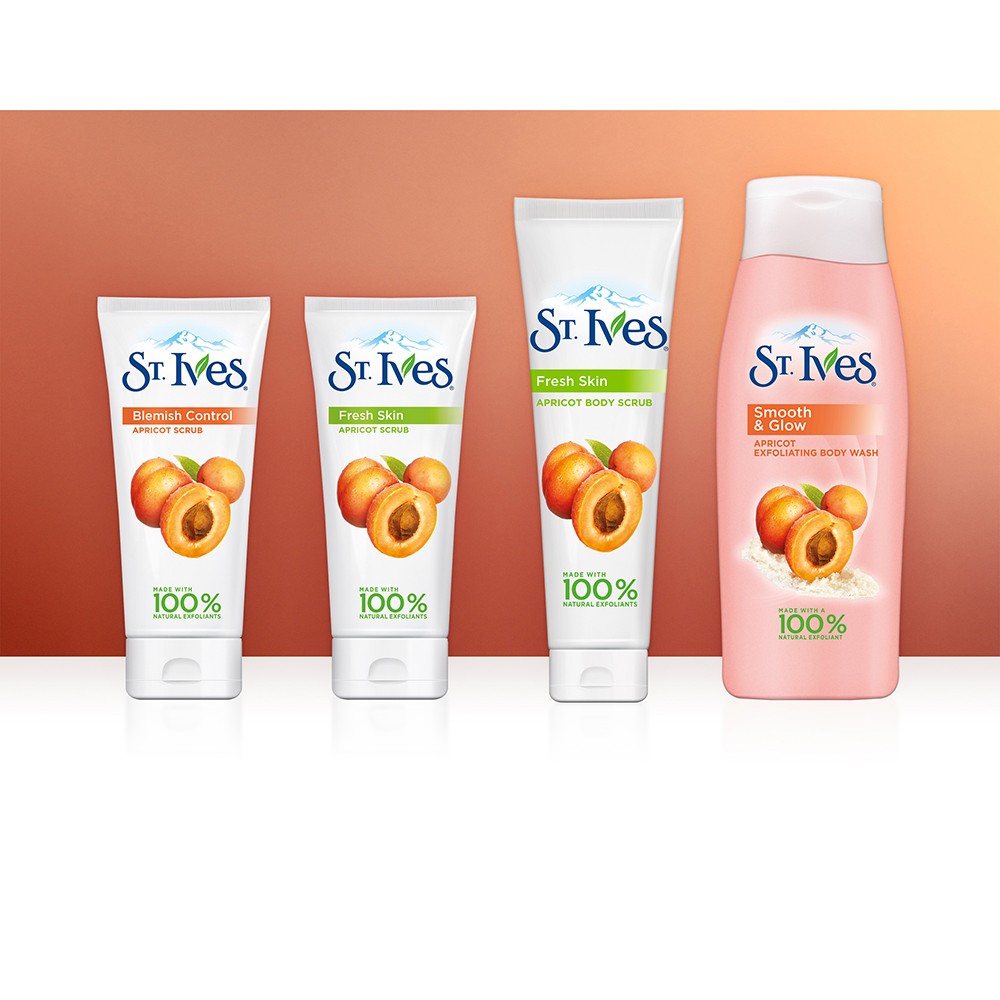 ST. IVES®
Blemish Control
APRICOT SCRUB
MADE WITH
100%
NATURAL EXFOLIANTS
ST. IVES®
Fresh Skin
APRICOT SCRUB
MADE WITH
100%
NATURAL EXFOLIANTS
ST. IVES®
Fresh Skin
APRICOT BODY SCRUB
MADE WITH
100%
NATURAL EXFOLIANTS
ST. IVES®
Smooth
& Glow
APRICOT
EXFOLIATING BODY WASH
MADE WITH A
100%
NATURAL EXFOLIANT